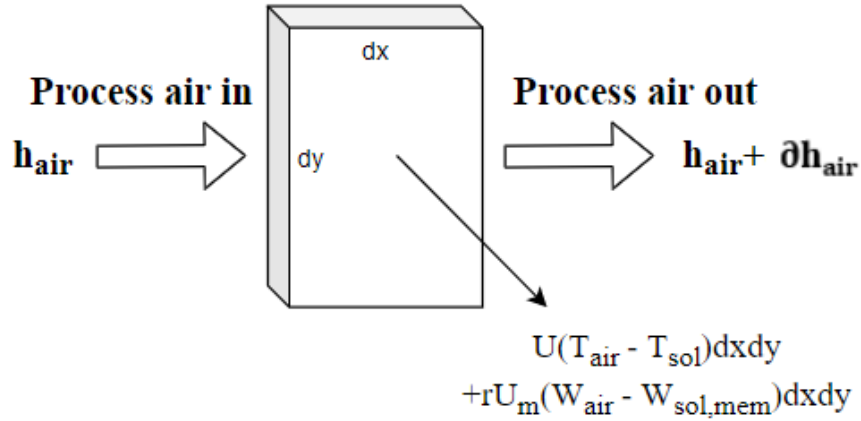 dx
Process air in
Process air out
h_air
dy
h_air + ∂h_air
U(T_air - T_sol)dxdy
+rU_m(W_air - W_sol,mem)dxdy